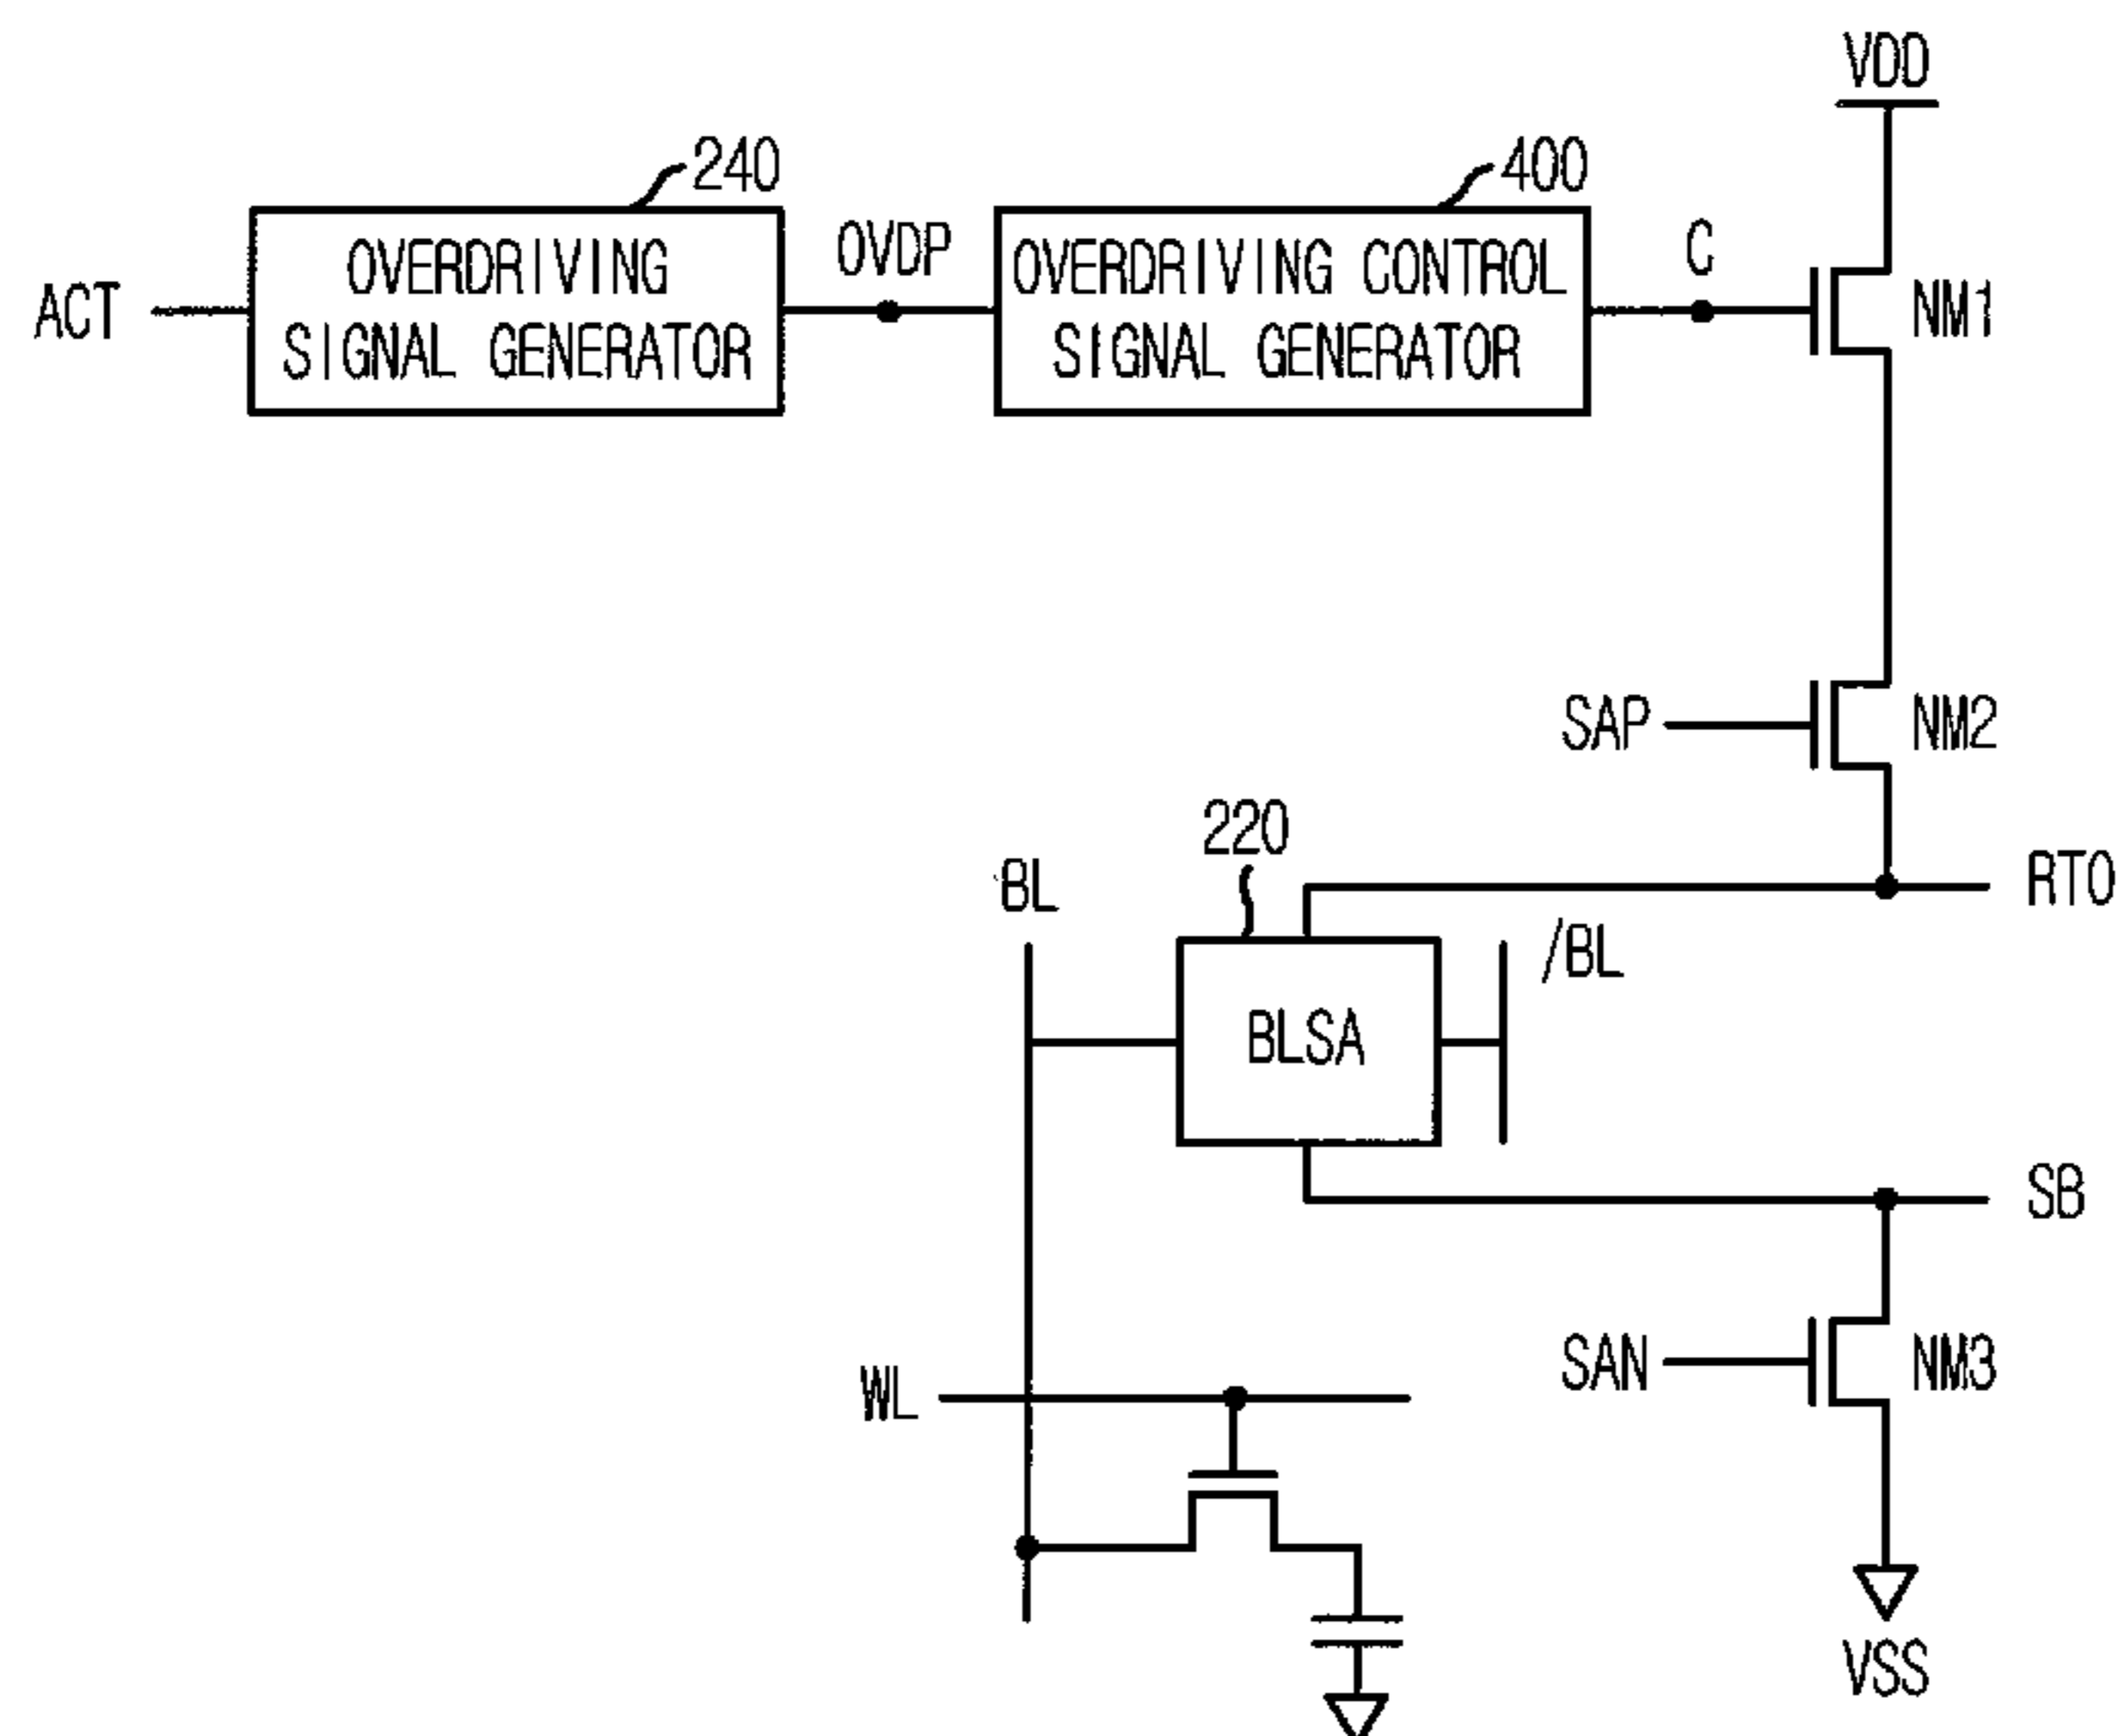 VDD
240
400
OVERDRIVING
SIGNAL GENERATOR
OVDP
OVERDRIVING CONTROL
SIGNAL GENERATOR
C
ACT
NM1
SAP
NM2
220
BL
RTO
/BL
BLSA
SB
WL
SAN
NM3
VSS